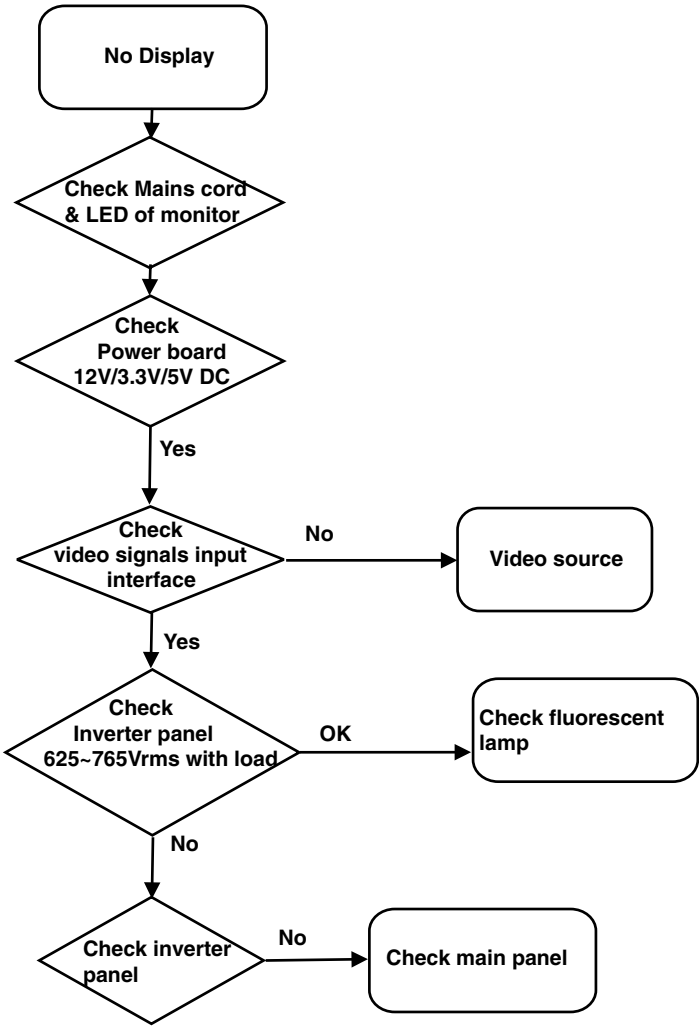 No Display
Check Mains cord
& LED of monitor
Check
Power board
12V/3.3V/5V DC
Yes
Check
video signals input
interface
No
Video source
Yes
Check
Inverter panel
625~765Vrms with load
OK
Check fluorescent
lamp
No
Check inverter
panel
No
Check main panel